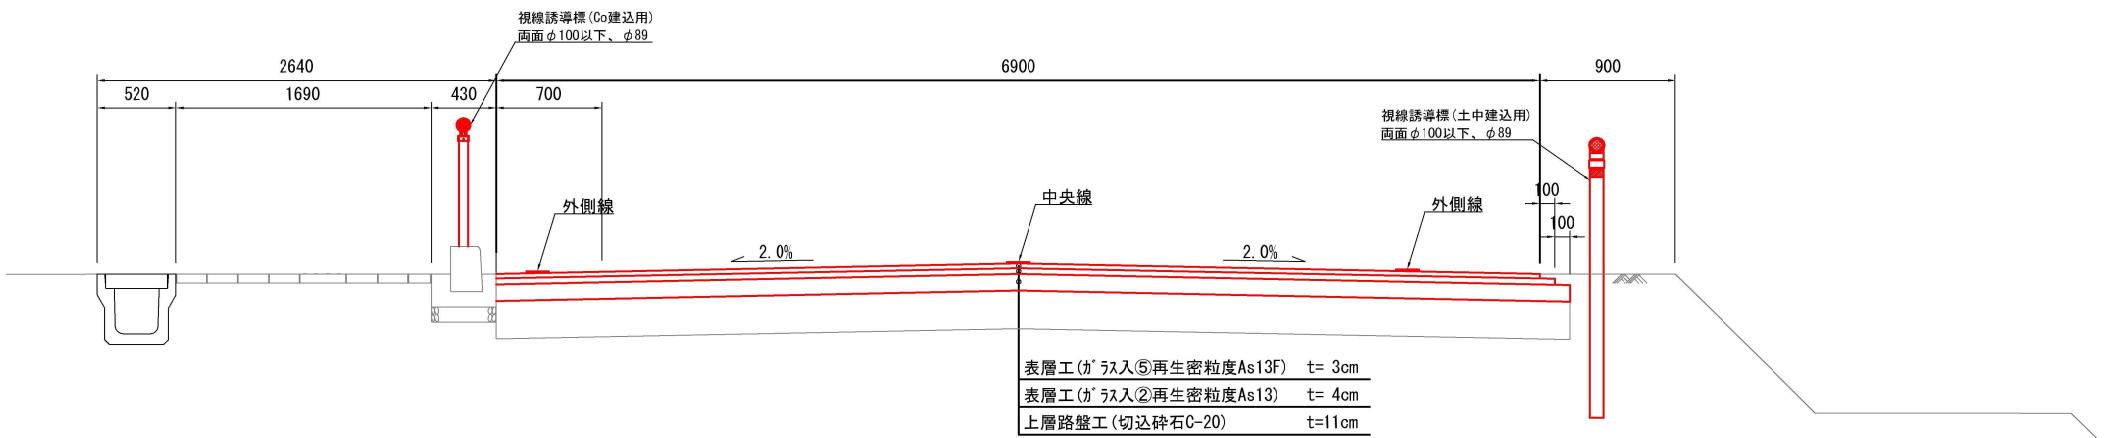 視線誘導標(Co建込用)
両面φ100以下、φ89
2640
6900
900
520
1690
430
700
視線誘導標(土中建込用)
両面φ100以下、φ89
100
100
外側線
中央線
外側線
2.0%
2.0%
表層工(ｶﾞﾗｽ入⑤再生密粒度As13F) t= 3cm
表層工(ｶﾞﾗｽ入②再生密粒度As13) t= 4cm
上層路盤工(切込砕石C-20) t=11cm